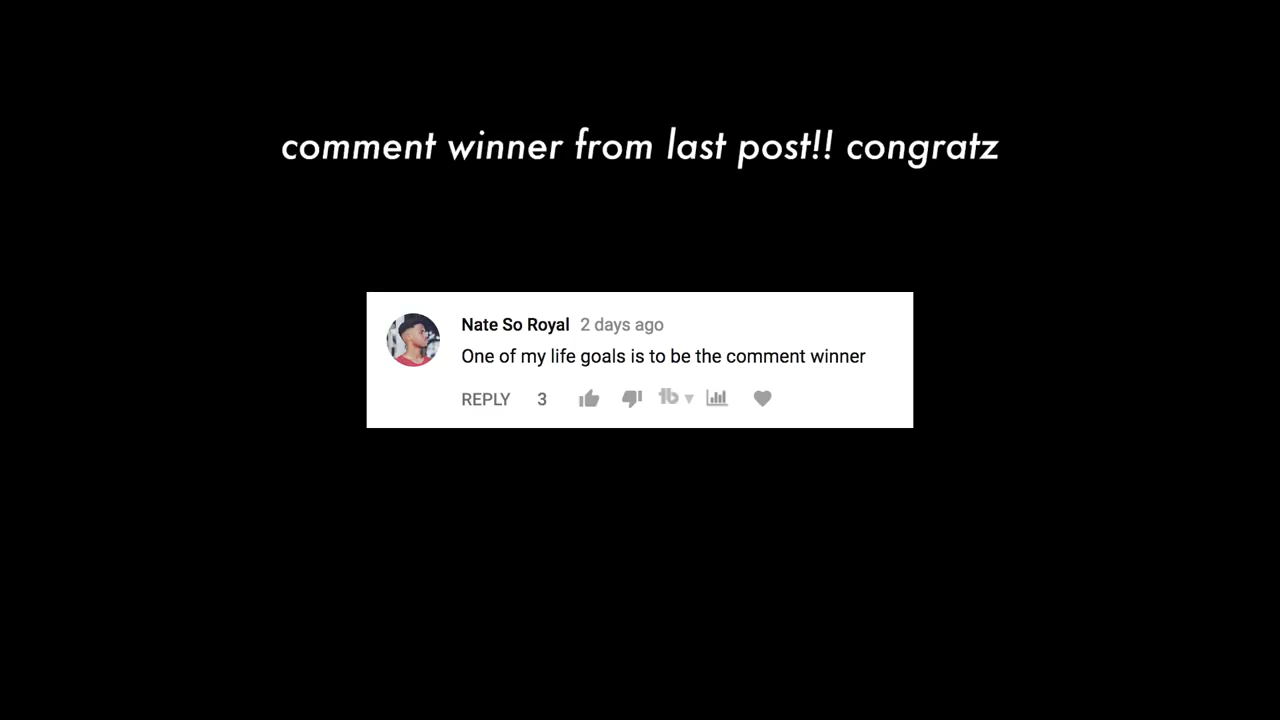 comment winner from last post!! congratz
Nate So Royal 2 days ago
One of my life goals is to be the comment winner
REPLY 3 tb